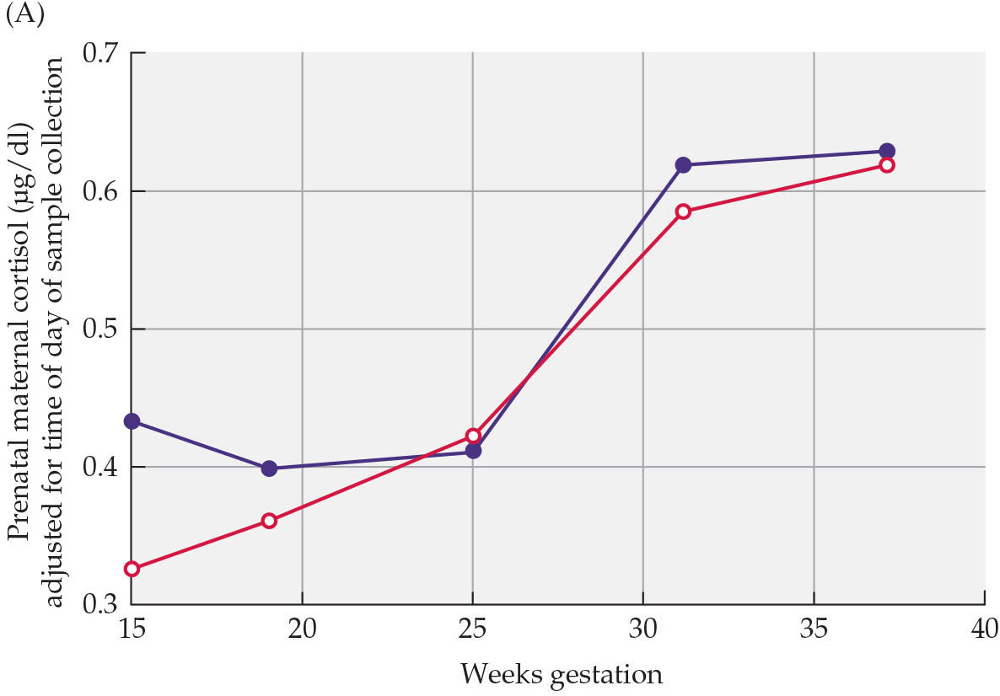 (A)
Prenatal maternal cortisol (µg/dl)
adjusted for time of day of sample collection
0.7
0.6
0.5
0.4
0.3
15 20 25 30 35 40
Weeks gestation